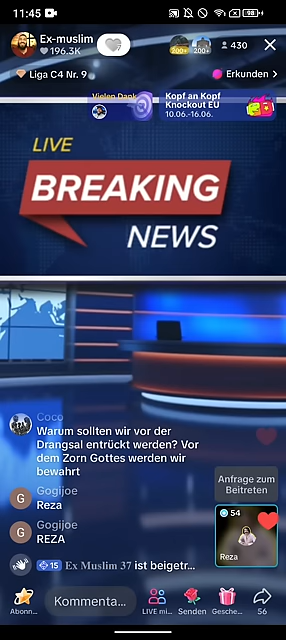 11:45
98
Ex-muslim
196.3K
200+
200+
430
Liga C4 Nr. 9
Erkunden
Vielen Dank
Kopf an Kopf
Knockout EU
10.06.-16.06.
LIVE
BREAKING
NEWS
Coco
Warum sollten wir vor der
Drangsal entrückt werden? Vor
dem Zorn Gottes werden wir
bewahrt
Anfrage zum
Beitreten
G
Gogijoe
Reza
54
G
Gogijoe
REZA
Reza
15 Ex Muslim 37 ist beigetr...
Abonn...
Kommenta...
LIVE mi...
Senden
Gesche...
56